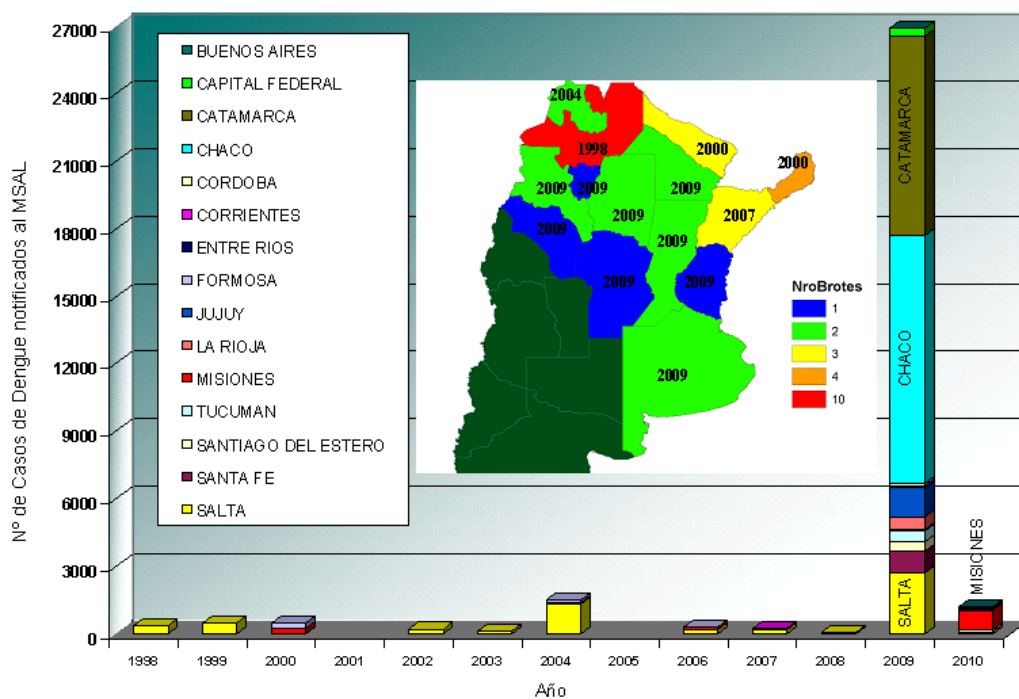 Nº de Casos de Dengue notificados al MSAL
27000
24000
21000
18000
15000
12000
9000
6000
3000
0
BUENOS AIRES
CAPITAL FEDERAL
CATAMARCA
CHACO
CORDOBA
CORRIENTES
ENTRE RIOS
FORMOSA
JUJUY
LA RIOJA
MISIONES
TUCUMAN
SANTIAGO DEL ESTERO
SANTA FE
SALTA
2004
1998
2000
2000
2009
2009
2009
2009
2007
2009
2009
2009
2009
2009
NroBrotes
1
2
3
4
10
CATAMARCA
CHACO
SALTA
MISIONES
1998
1999
2000
2001
2002
2003
2004
2005
2006
2007
2008
2009
2010
Año